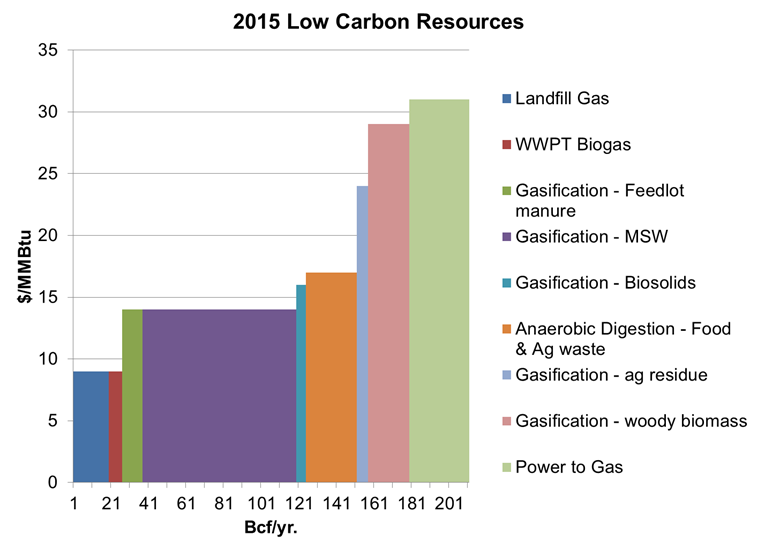 2015 Low Carbon Resources
35
30
25
20
15
10
5
0
$/MMBtu
1 21 41 61 81 101 121 141 161 181 201
Bcf/yr.
Landfill Gas
WWPT Biogas
Gasification - Feedlot
manure
Gasification - MSW
Gasification - Biosolids
Anaerobic Digestion - Food
& Ag waste
Gasification - ag residue
Gasification - woody biomass
Power to Gas